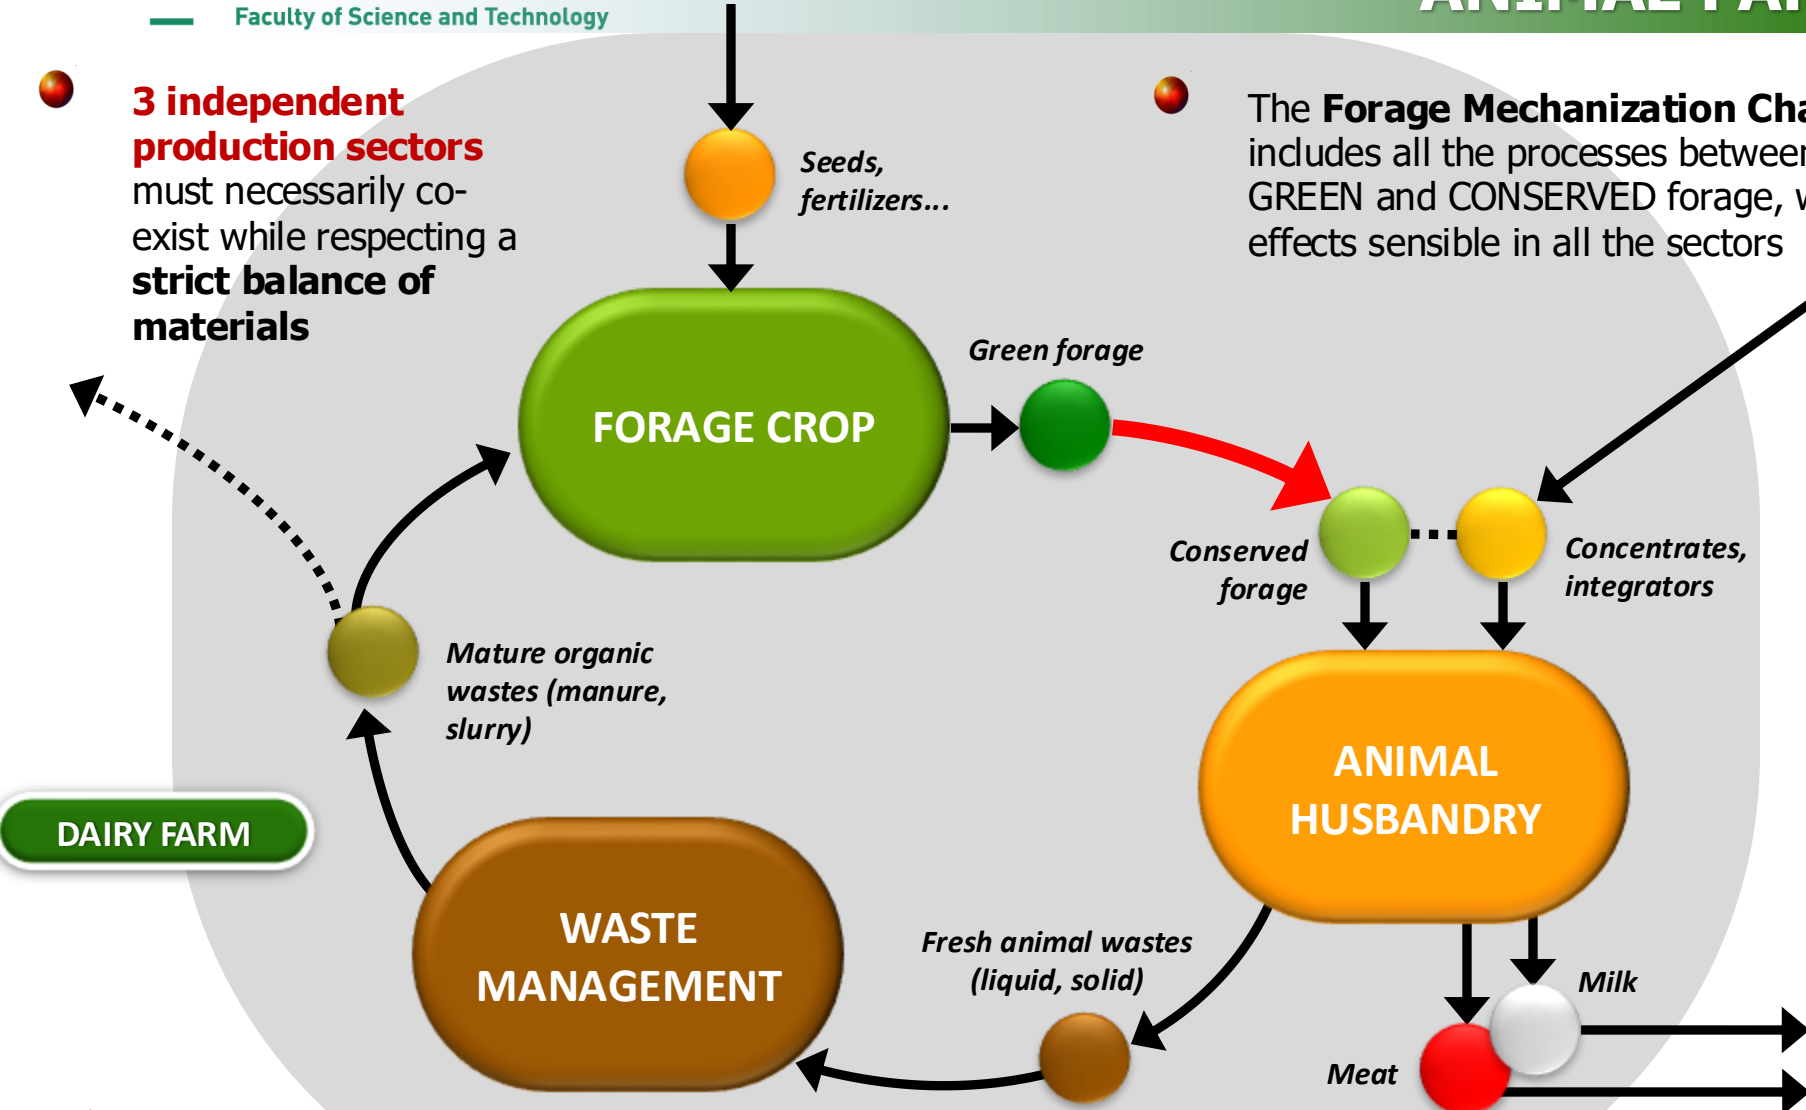 Faculty of Science and Technology
3 independent
production sectors
must necessarily co-
exist while respecting a
strict balance of
materials
The Forage Mechanization
includes all the processes
GREEN and CONSERVED forage,
effects sensible in all the sectors
Seeds,
fertilizers...
Green forage
FORAGE CROP
Conserved
forage
Concentrates,
integrators
Mature organic
wastes (manure,
slurry)
ANIMAL
HUSBANDRY
DAIRY FARM
WASTE
MANAGEMENT
Fresh animal wastes
(liquid, solid)
Milk
Meat